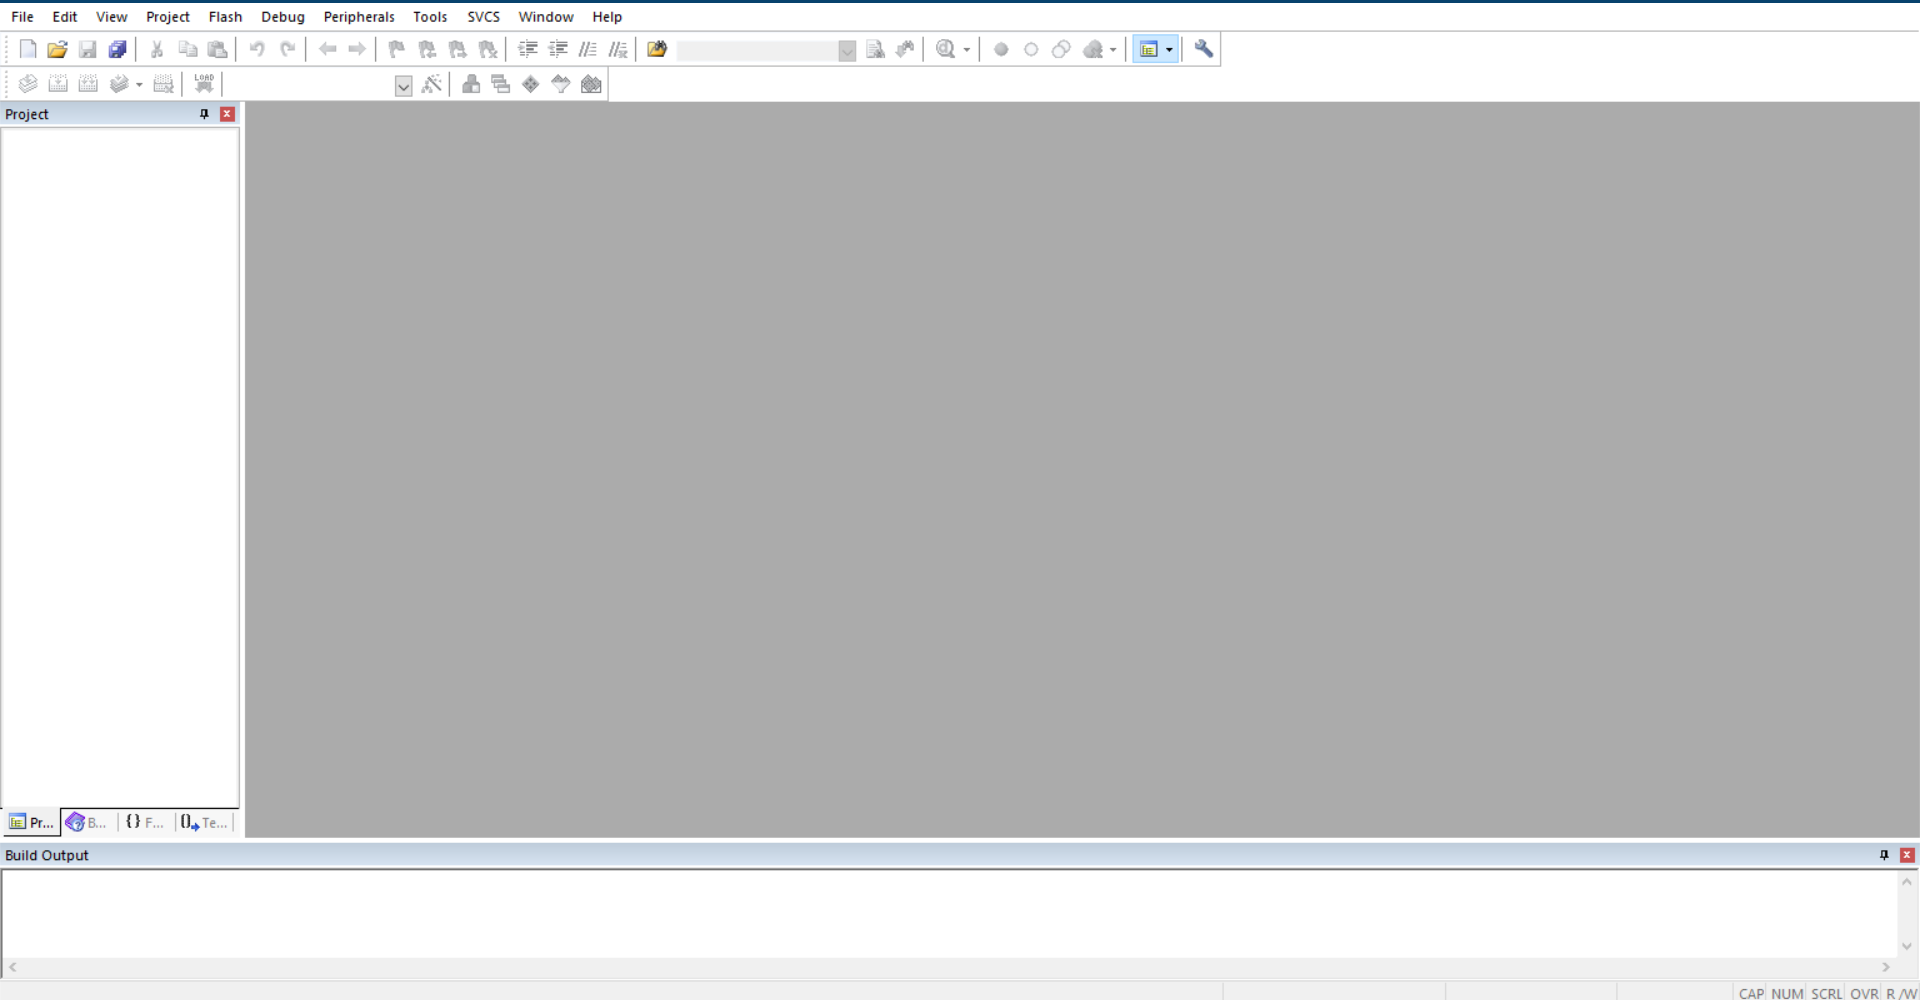 File Edit View Project Flash Debug Peripherals Tools SVCS Window Help
LOAD
Project
Pr... B... {} F... {} Te...
Build Output
CAP NUM SCRL OVR R/W